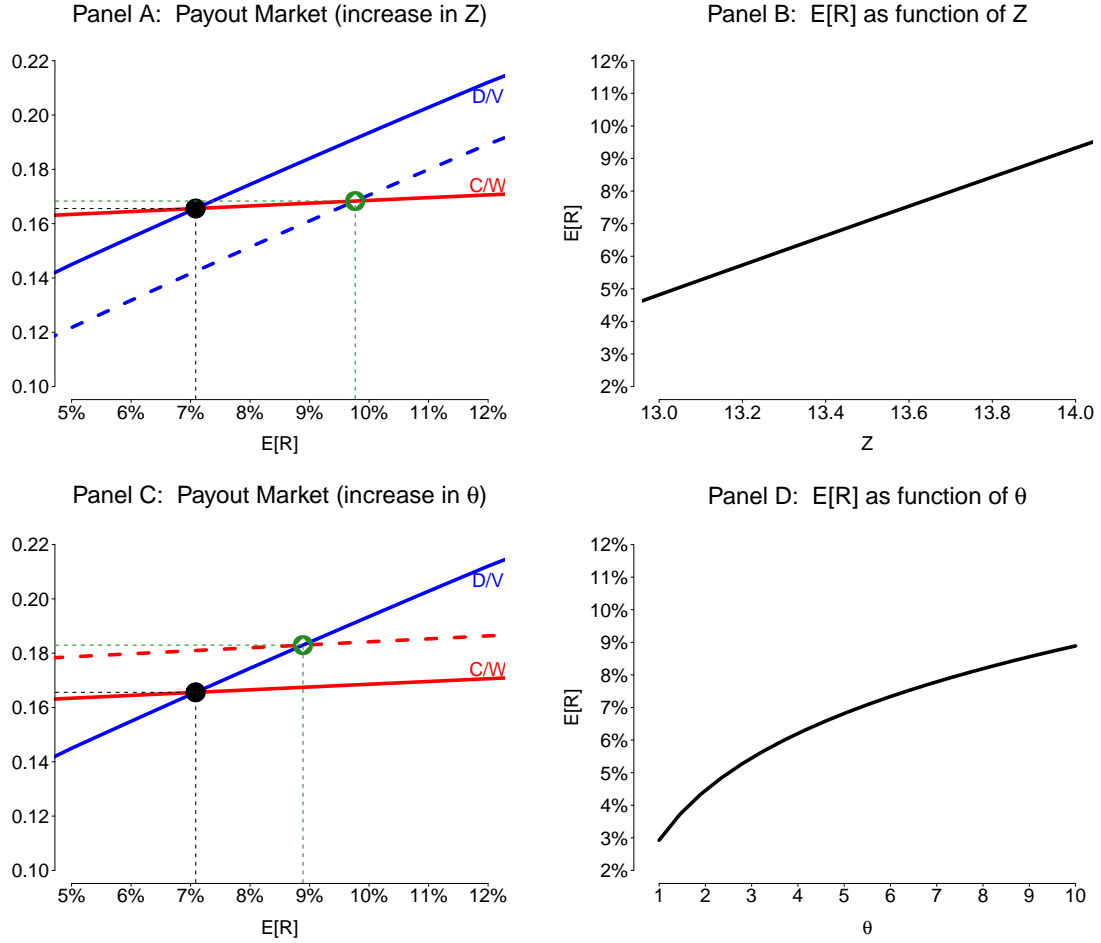 Panel A: Payout Market (increase in Z)
0.22
0.20
0.18
0.16
0.14
0.12
0.10
D/V
C/W
5% 6% 7% 8% 9% 10% 11% 12%
E[R]
Panel B: E[R] as function of Z
12%
11%
10%
9%
8%
7%
6%
5%
4%
3%
2%
E[R]
13.0 13.2 13.4 13.6 13.8 14.0
Z
Panel C: Payout Market (increase in θ)
0.22
0.20
0.18
0.16
0.14
0.12
0.10
D/V
C/W
5% 6% 7% 8% 9% 10% 11% 12%
E[R]
Panel D: E[R] as function of θ
12%
11%
10%
9%
8%
7%
6%
5%
4%
3%
2%
E[R]
1 2 3 4 5 6 7 8 9 10
θ